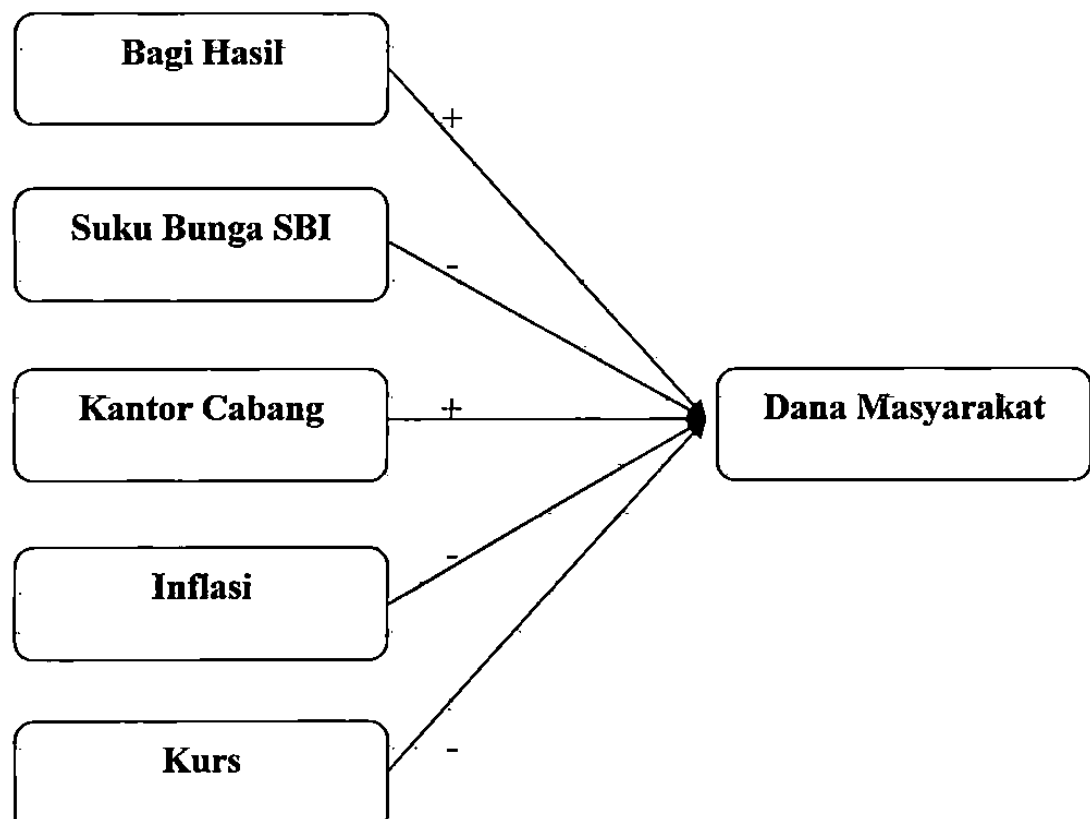 Bagi Hasil
+
Suku Bunga SBI
-
Kantor Cabang
+
Dana Masyarakat
Inflasi
-
Kurs
-